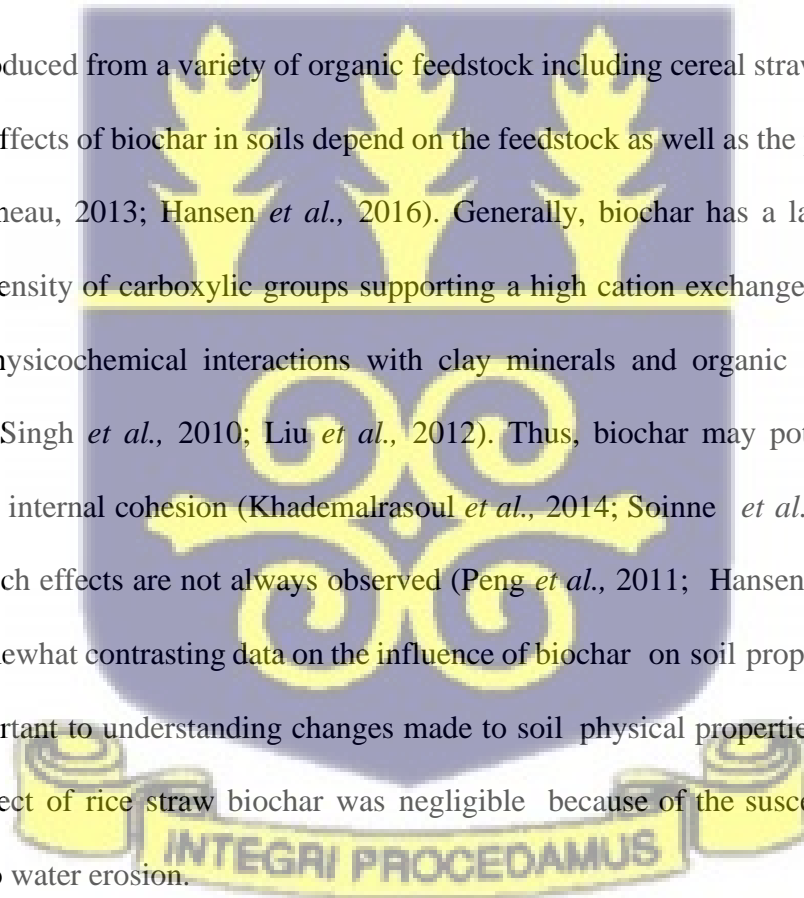 oduced from a variety of organic feedstock including cereal straw
ffects of biochar in soils depend on the feedstock as well as the
neau, 2013; Hansen et al., 2016). Generally, biochar has a la
ensity of carboxylic groups supporting a high cation exchange
hysicochemical interactions with clay minerals and organic
Singh et al., 2010; Liu et al., 2012). Thus, biochar may pot
internal cohesion (Khademalrasoul et al., 2014; Soinne et al.
ch effects are not always observed (Peng et al., 2011; Hansen
newhat contrasting data on the influence of biochar on soil prop
rtant to understanding changes made to soil physical properties
ect of rice straw biochar was negligible because of the susce
INTEGRI PROCEDAMUS
o water erosion.